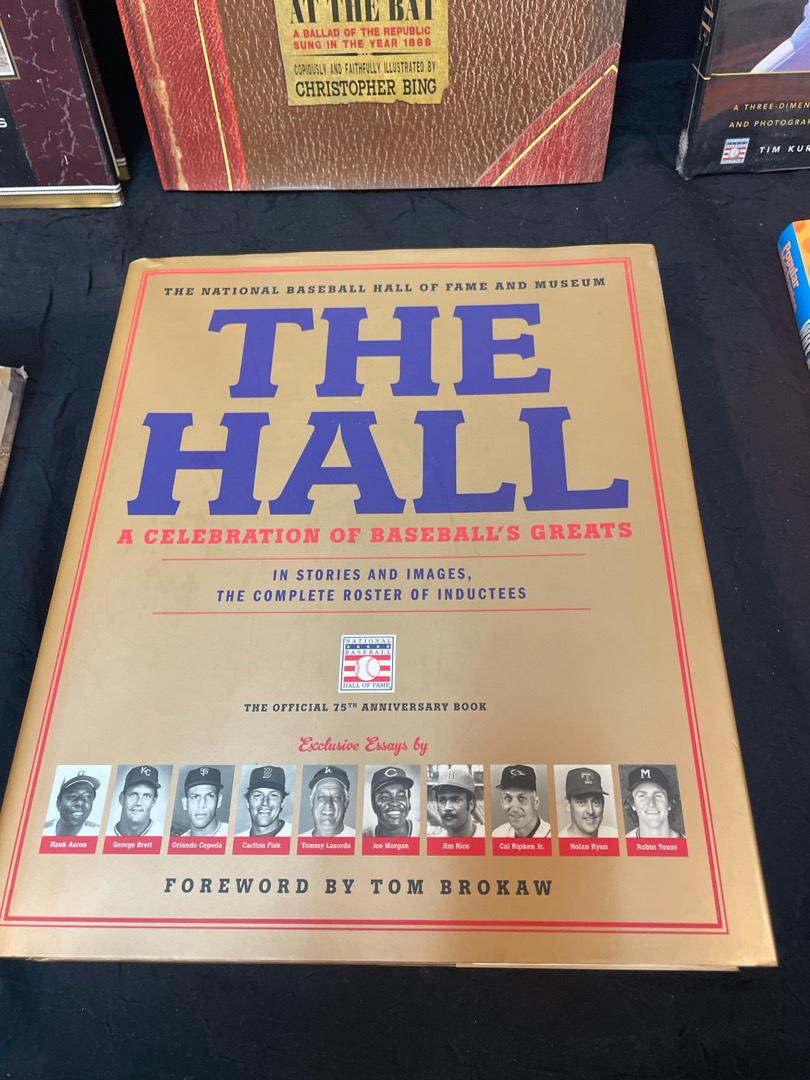 AT THE BAT
A BALLAD OF THE REPUBLIC
SUNG IN THE YEAR 1888
COPIOUSLY AND FAITHFULLY ILLUSTRATED BY
CHRISTOPHER BING
A THREE-DIMEN
AND PHOTOGRAP
TIM KUR
Popular
THE NATIONAL BASEBALL HALL OF FAME AND MUSEUM
THE
HALL
A CELEBRATION OF BASEBALL'S GREATS
IN STORIES AND IMAGES,
THE COMPLETE ROSTER OF INDUCTEES
NATIONAL
BASEBALL
HALL OF FAME
THE OFFICIAL 75TH ANNIVERSARY BOOK
Exclusive Essays by
Hank Aaron George Brett Orlando Cepeda Carlton Fisk Tommy Lasorda Joe Morgan Jim Rice Cal Ripken Jr. Nolan Ryan Robin Yount
FOREWORD BY TOM BROKAW